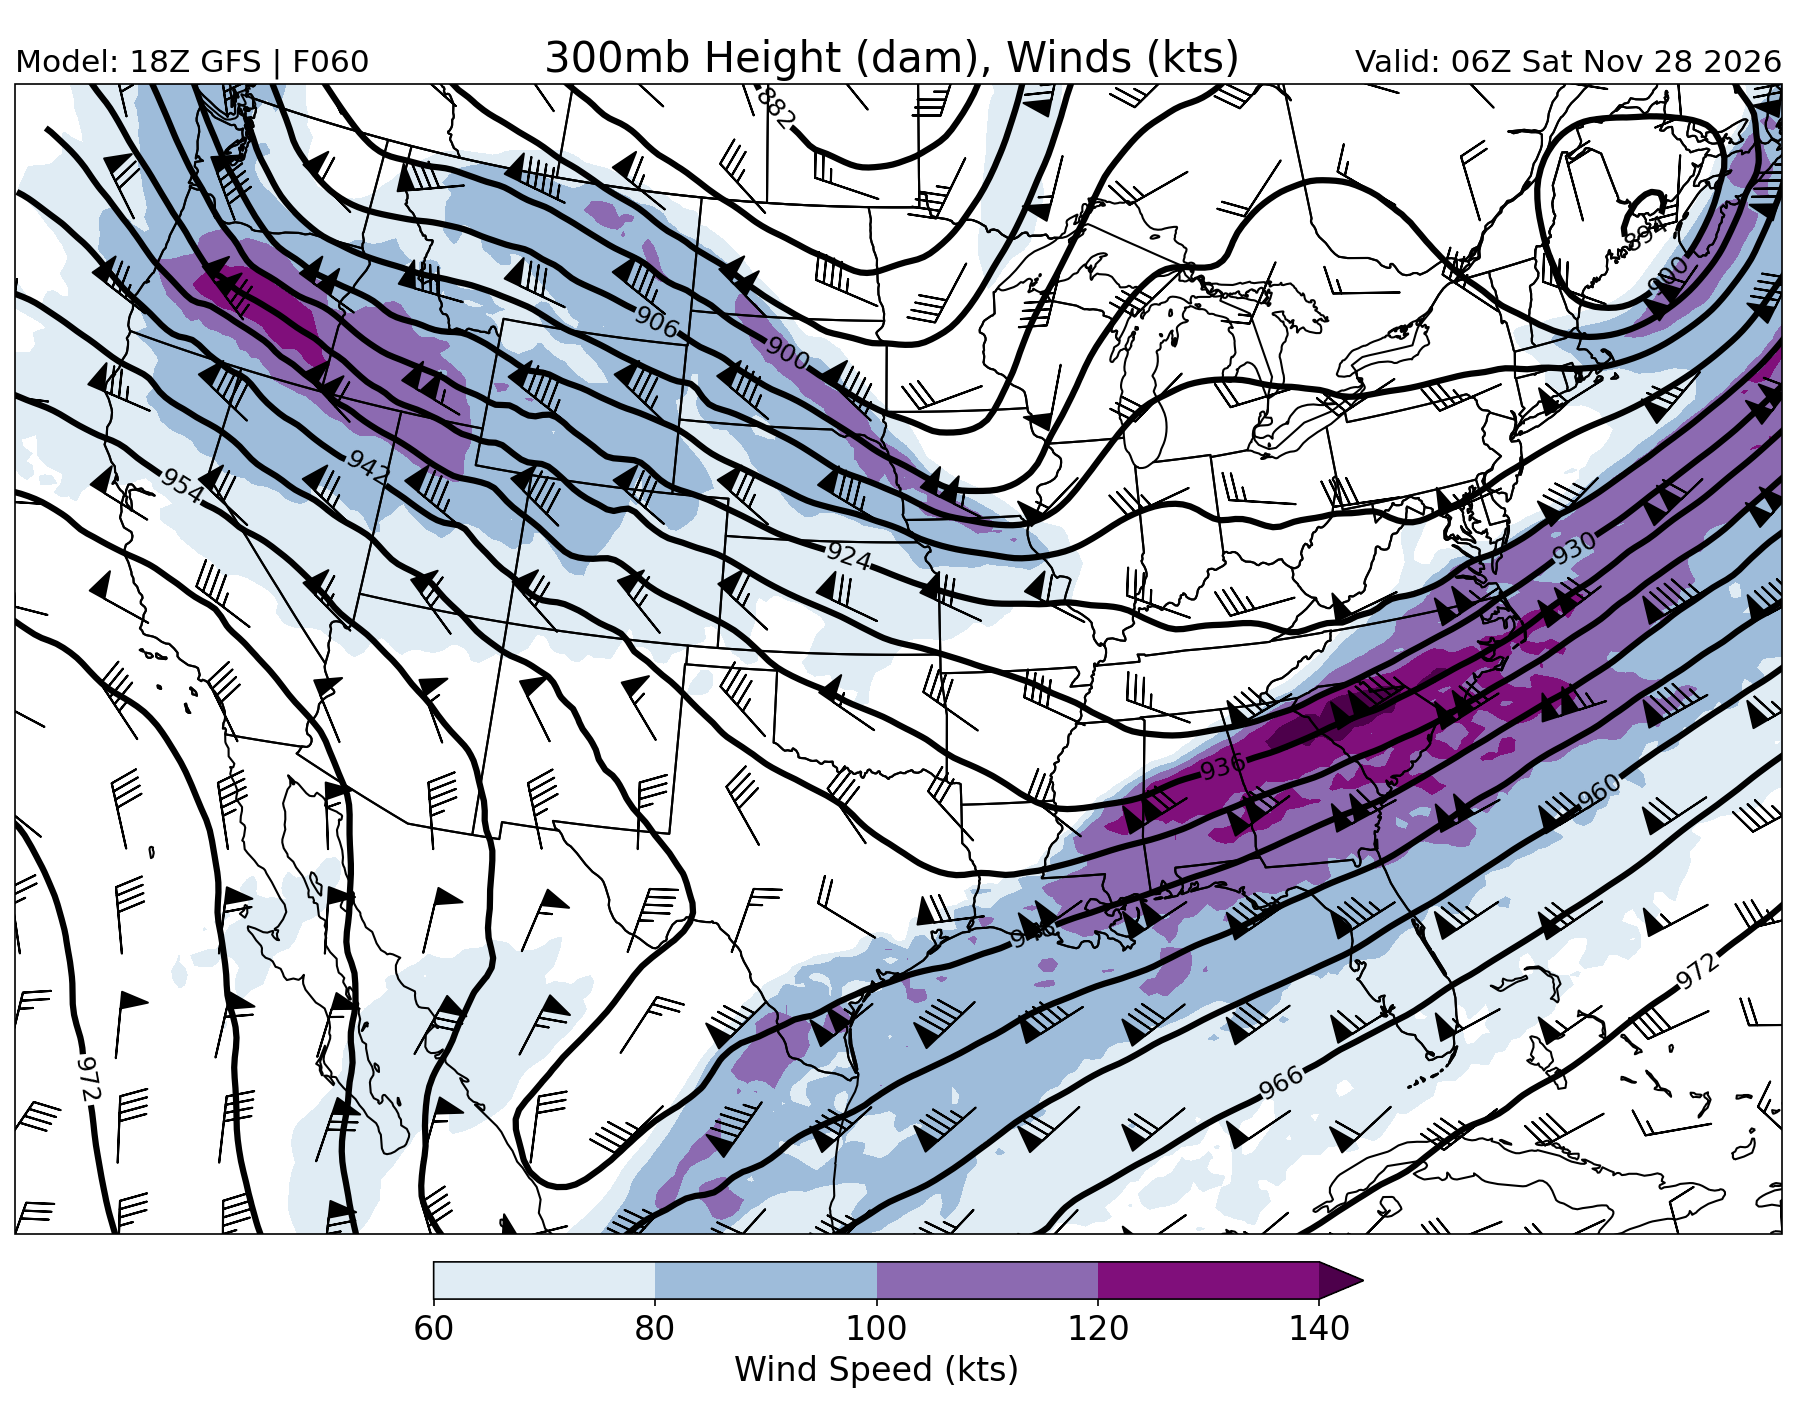 Model: 18Z GFS | F060
300mb Height (dam), Winds (kts)
Valid: 06Z Sat Nov 28 2026
882
894
900
906
900
942
954
924
930
936
960
972
972
966
60 80 100 120 140
Wind Speed (kts)